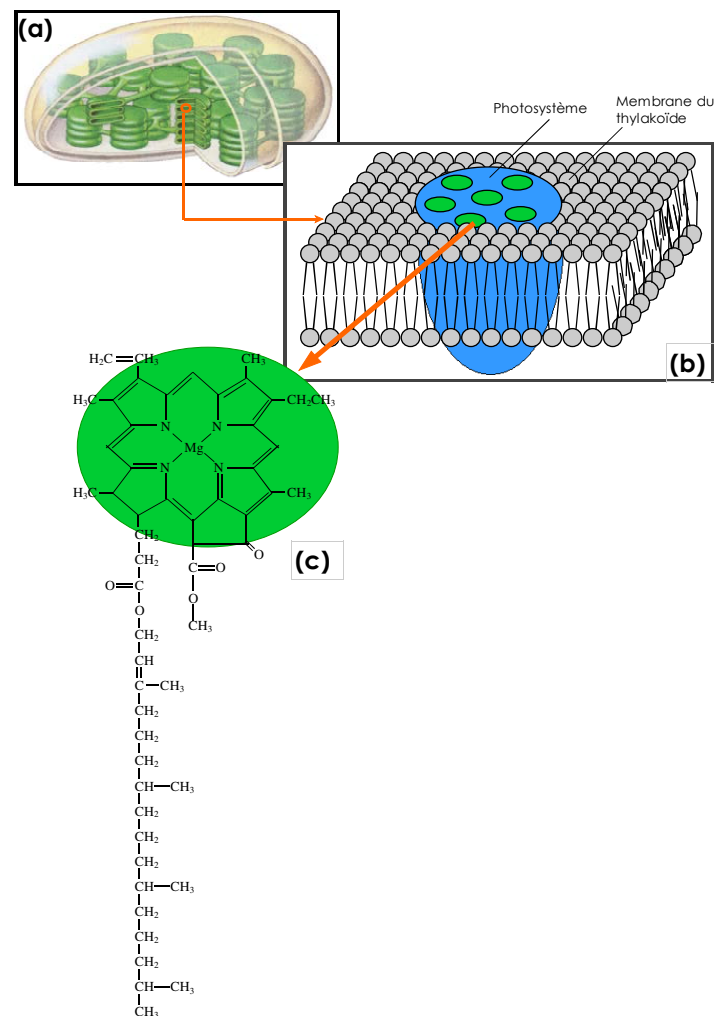 (a)
Photosystème
Membrane du
thylakoïde
(b)
H₂C CH₃ CH₃
H₃C CH₂CH₃
N N
Mg
N N
H₃C CH₃
CH₂ O
(c)
CH₂ C O
O C O
O CH₃
CH₂
CH
C CH₃
CH₂
CH₂
CH₂
CH CH₃
CH₂
CH₂
CH₂
CH CH₃
CH₂
CH₂
CH₂
CH CH₃
CH₃